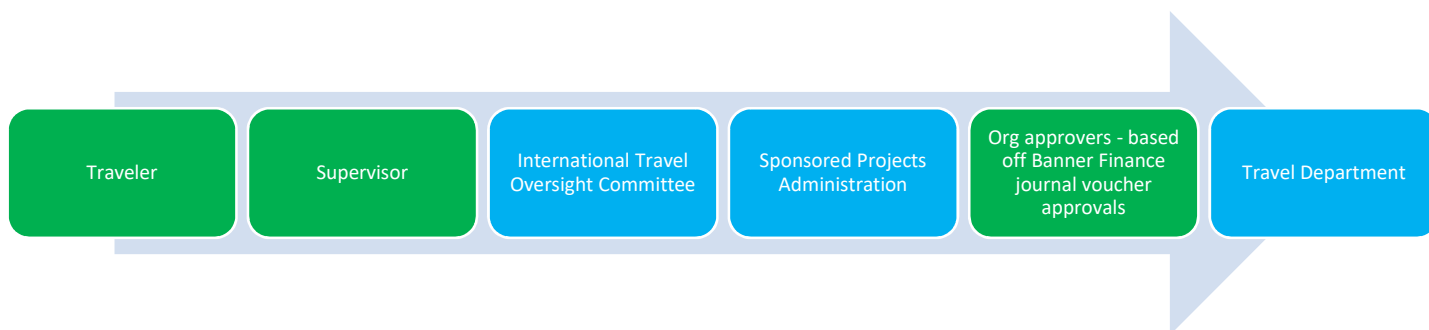 Traveler
Supervisor
International Travel
Oversight Committee
Sponsored Projects
Administration
Org approvers - based
off Banner Finance
journal voucher
approvals
Travel Department